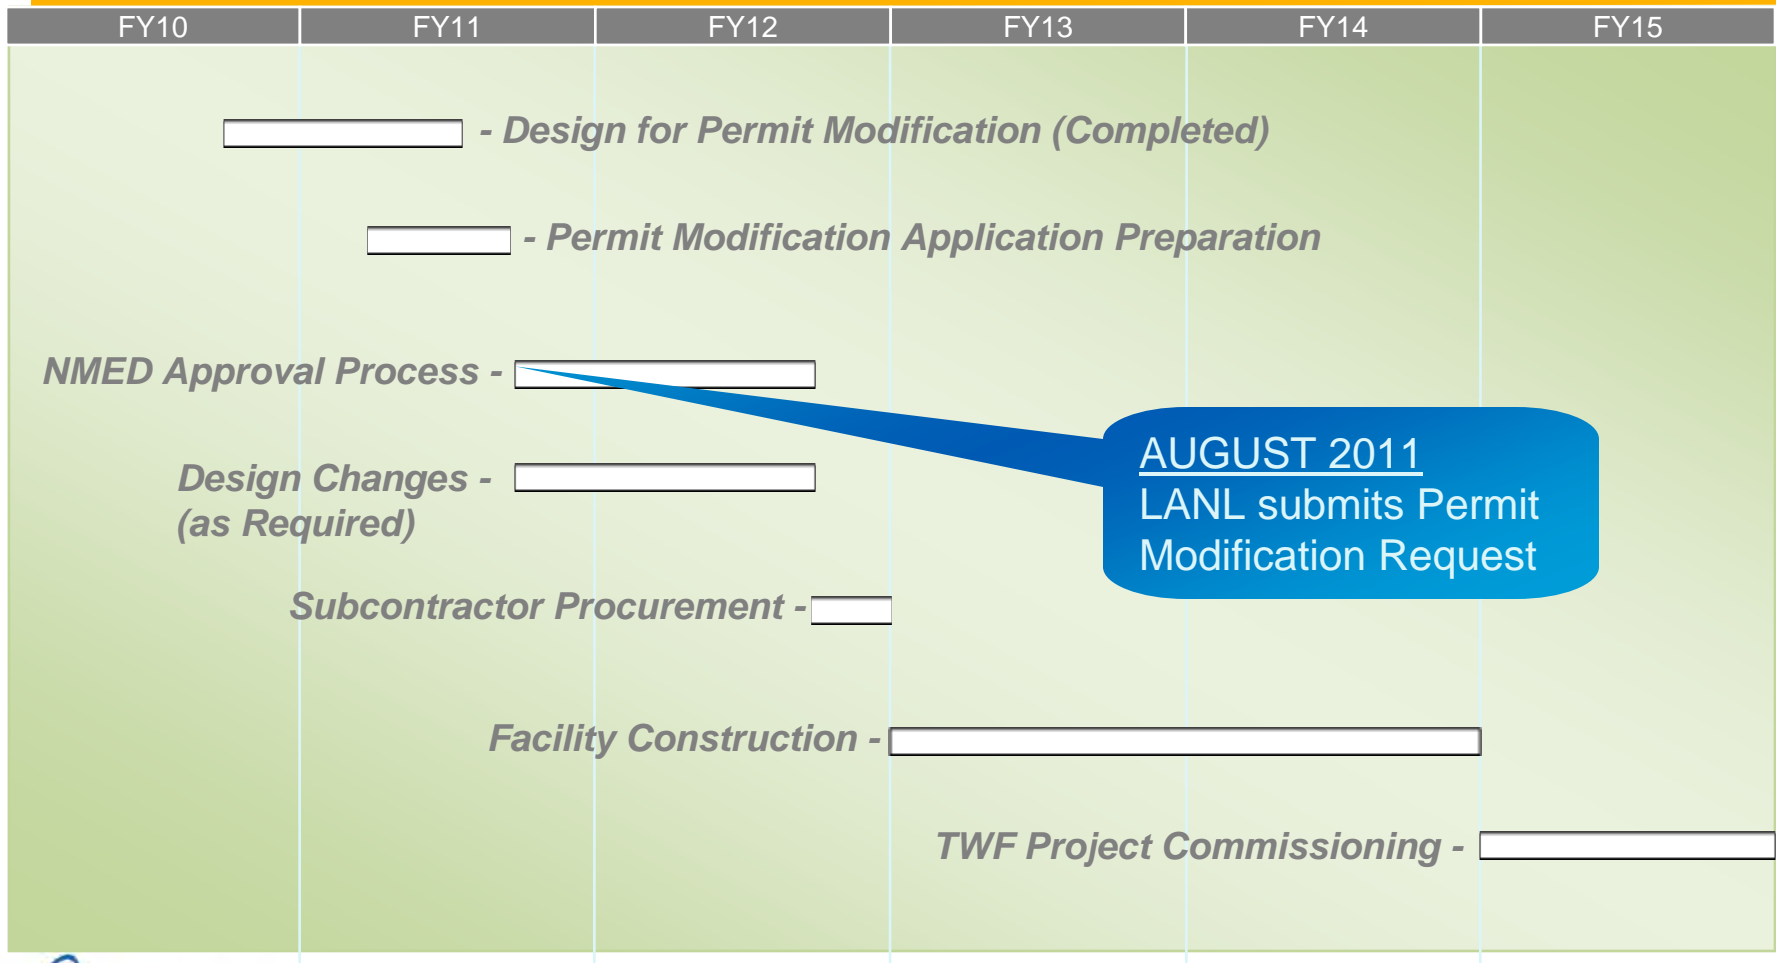 FY10 FY11 FY12 FY13 FY14 FY15
- Design for Permit Modification (Completed)
- Permit Modification Application Preparation
NMED Approval Process -
AUGUST 2011
LANL submits Permit
Modification Request
Design Changes -
(as Required)
Subcontractor Procurement -
Facility Construction -
TWF Project Commissioning -